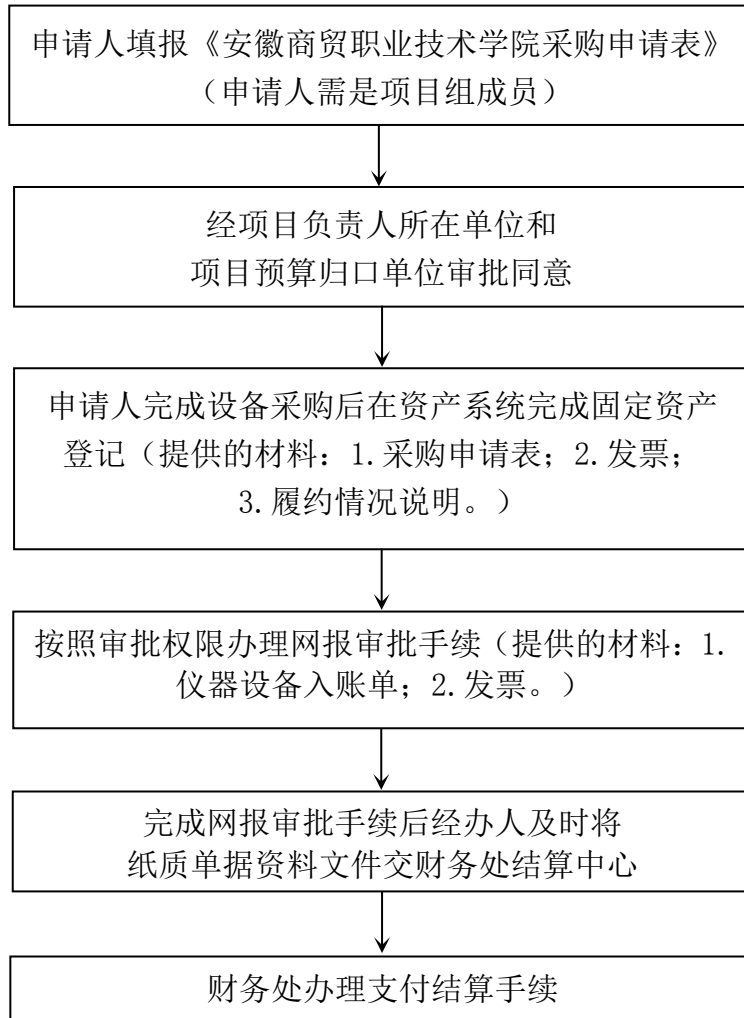 申请人填报《安徽商贸职业技术学院采购申请表》
（申请人需是项目组成员）
经项目负责人所在单位和
项目预算归口单位审批同意
申请人完成设备采购后在资产系统完成固定资产
登记（提供的材料：1.采购申请表；2.发票；
3.履约情况说明。）
按照审批权限办理网报审批手续（提供的材料：1.
仪器设备入账单；2.发票。）
完成网报审批手续后经办人及时将
纸质单据资料文件交财务处结算中心
财务处办理支付结算手续